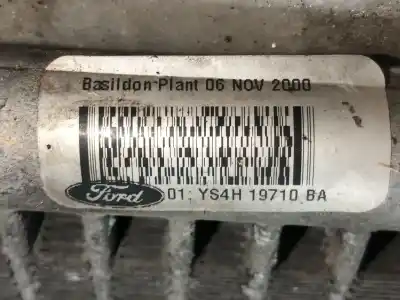 Basildon Plant 06 NOV 2000
Ford 01: YS4H 19710 BA